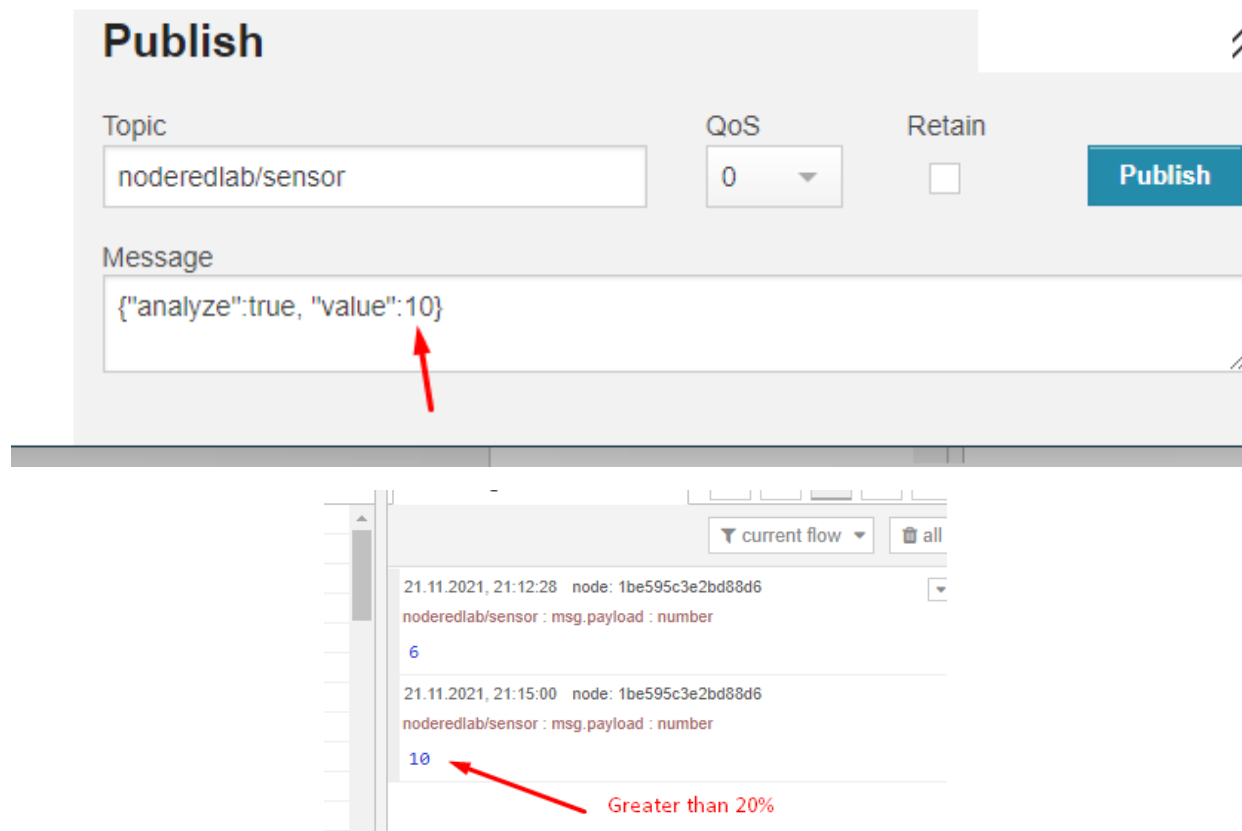 Publish
Topic
QoS
Retain
noderedlab/sensor
0
Publish
Message
{"analyze":true, "value":10}
current flow
all
21.11.2021, 21:12:28 node: 1be595c3e2bd88d6
noderedlab/sensor : msg.payload : number
6
21.11.2021, 21:15:00 node: 1be595c3e2bd88d6
noderedlab/sensor : msg.payload : number
10
Greater than 20%